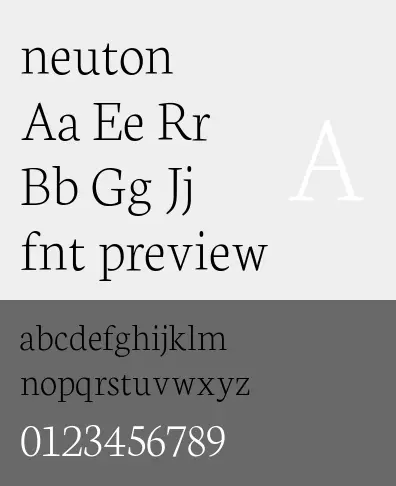 neuton
Aa Ee Rr
A
Bb Gg Jj
fnt preview
abcdefghijklm
nopqrstuvwxyz
0123456789